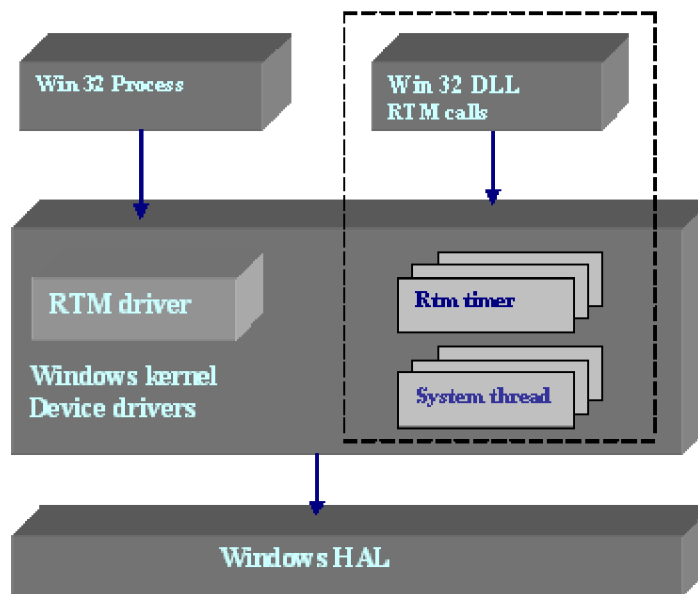 Win 32 Process
Win 32 DLL
RTM calls
RTM driver
Rtm timer
Windows kernel
Device drivers
System thread
Windows HAL